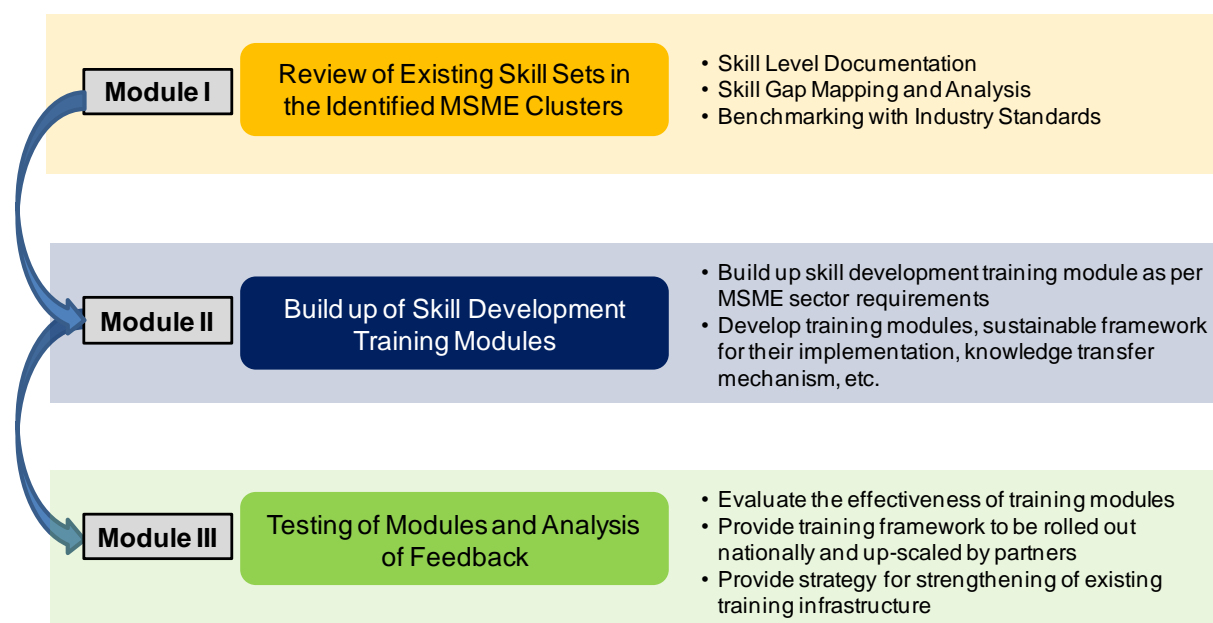 Module I
Review of Existing Skill Sets in
the Identified MSME Clusters
• Skill Level Documentation
• Skill Gap Mapping and Analysis
• Benchmarking with Industry Standards
Module II
Build up of Skill Development
Training Modules
• Build up skill development training module as per
MSME sector requirements
• Develop training modules, sustainable framework
for their implementation, knowledge transfer
mechanism, etc.
Module III
Testing of Modules and Analysis
of Feedback
• Evaluate the effectiveness of training modules
• Provide training framework to be rolled out
nationally and up-scaled by partners
• Provide strategy for strengthening of existing
training infrastructure